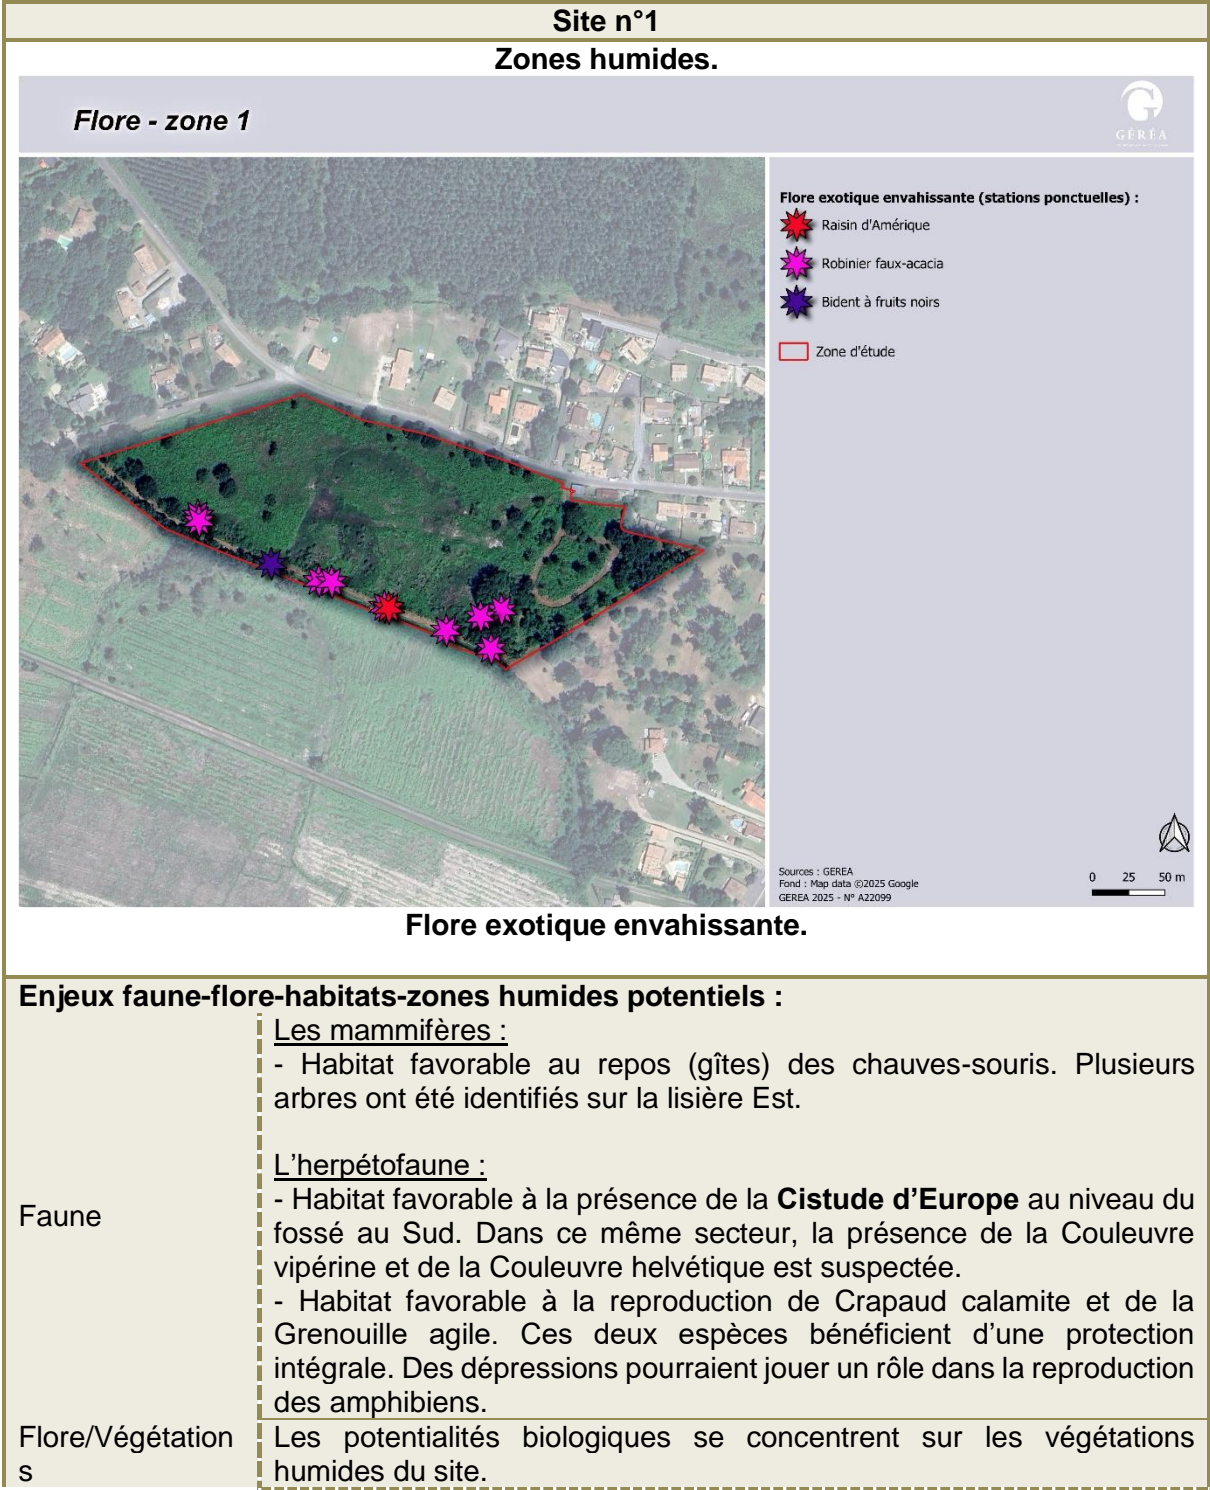 Site n°1
Zones humides.
Flore - zone 1
GÉRÉA
Flore exotique envahissante (stations ponctuelles) :
Raisin d'Amérique
Robinier faux-acacia
Bident à fruits noirs
Zone d'étude
Sources : GEREA
Fond : Map data ©2025 Google
GEREA 2025 - N° A22099
0 25 50 m
Flore exotique envahissante.
Enjeux faune-flore-habitats-zones humides potentiels :
Faune
Les mammifères :
- Habitat favorable au repos (gîtes) des chauves-souris. Plusieurs
arbres ont été identifiés sur la lisière Est.
L'herpétofaune :
- Habitat favorable à la présence de la Cistude d'Europe au niveau du
fossé au Sud. Dans ce même secteur, la présence de la Couleuvre
vipérine et de la Couleuvre helvétique est suspectée.
- Habitat favorable à la reproduction de Crapaud calamite et de la
Grenouille agile. Ces deux espèces bénéficient d'une protection
intégrale. Des dépressions pourraient jouer un rôle dans la reproduction
des amphibiens.
Flore/Végétation
s
Les potentialités biologiques se concentrent sur les végétations
humides du site.